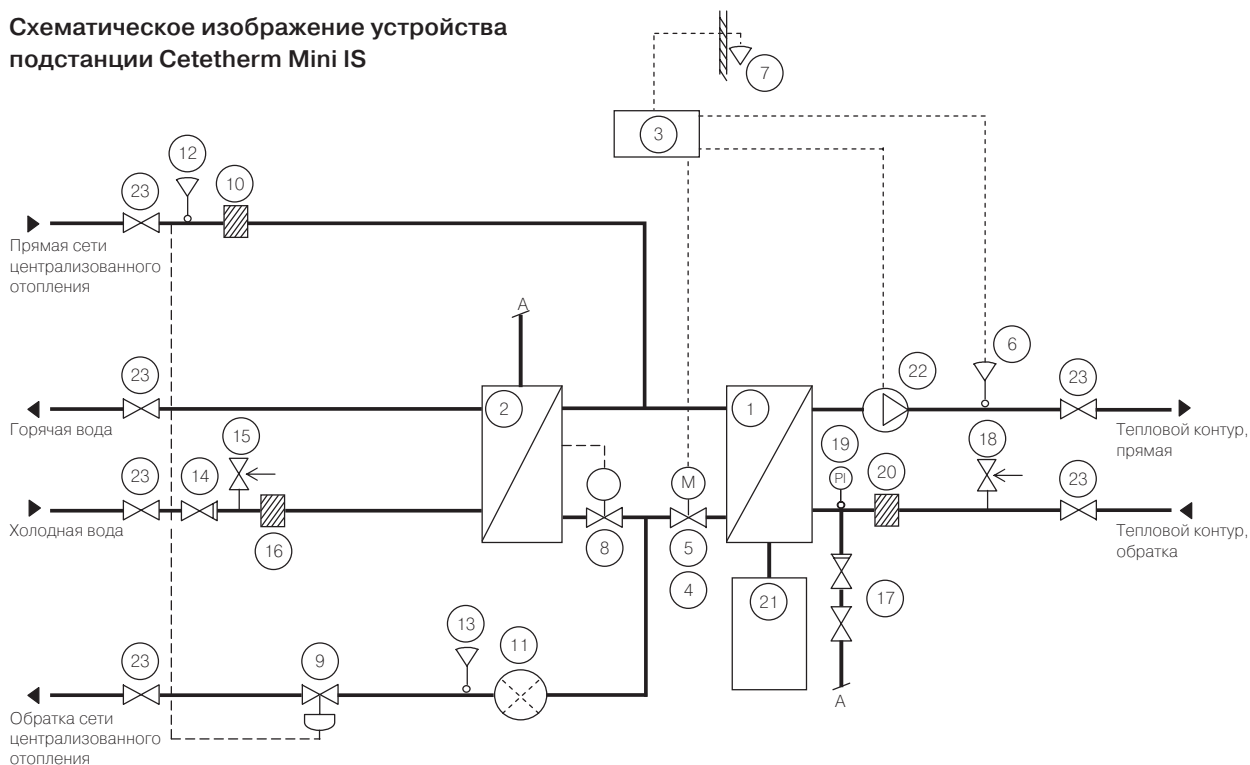 Схематическое изображение устройства
подстанции Cetetherm Mini IS
7
3
12
23
10
Прямая сети
централизованного
отопления
A
6
23
22
23
2
1
Горячая вода
Тепловой контур,
прямая
15
19
18
23
14
20
23
M
PI
Холодная вода
16
8
5
Тепловой контур,
обратка
4
21
17
13
11
23
9
A
Обратка сети
централизованного
отопления